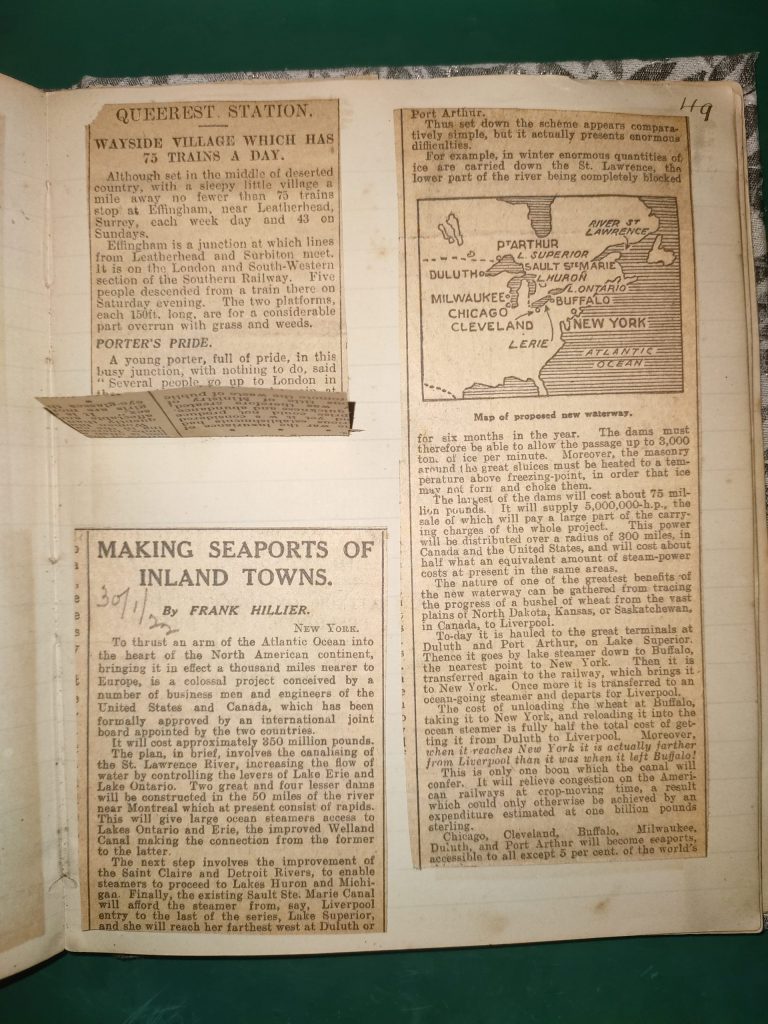 49
QUEEREST STATION.
WAYSIDE VILLAGE WHICH HAS
75 TRAINS A DAY.
Although set in the middle of deserted
country, with a sleepy little village a
mile away no fewer than 75 trains
stop at Effingham, near Leatherhead,
Surrey, each week day and 43 on
Sundays.
Effingham is a junction at which lines
from Leatherhead and Surbiton meet.
It is on the London and South-Western
section of the Southern Railway. Five
people descended from a train there on
Saturday evening. The two platforms,
each 150ft. long, are for a considerable
part overrun with grass and weeds.
PORTER'S PRIDE.
A young porter, full of pride, in this
busy junction, with nothing to do, said
"Several people go up to London in
MAKING SEAPORTS OF
INLAND TOWNS.
30/1/22
By FRANK HILLIER.
NEW YORK.
To thrust an arm of the Atlantic Ocean into
the heart of the North American continent,
bringing it in effect a thousand miles nearer to
Europe, is a colossal project conceived by a
number of business men and engineers of the
United States and Canada, which has been
formally approved by an international joint
board appointed by the two countries.
It will cost approximately 350 million pounds.
The plan, in brief, involves the canalising of
the St. Lawrence River, increasing the flow of
water by controlling the levers of Lake Erie and
Lake Ontario. Two great and four lesser dams
will be constructed in the 50 miles of the river
near Montreal which at present consist of rapids.
This will give large ocean steamers access to
Lakes Ontario and Erie, the improved Welland
Canal making the connection from the former
to the latter.
The next step involves the improvement of
the Saint Claire and Detroit Rivers, to enable
steamers to proceed to Lakes Huron and Michi-
gan. Finally, the existing Sault Ste. Marie Canal
will afford the steamer from, say, Liverpool
entry to the last of the series, Lake Superior,
and she will reach her farthest west at Duluth or
Port Arthur.
Thus set down the scheme appears compara-
tively simple, but it actually presents enormous
difficulties.
For example, in winter enormous quantities of
ice are carried down the St. Lawrence, the
lower part of the river being completely blocked
RIVER ST
LAWRENCE
PT ARTHUR
L. SUPERIOR
SAULT STE MARIE
DULUTH
L. HURON
L. ONTARIO
MILWAUKEE
BUFFALO
CHICAGO
CLEVELAND
NEW YORK
L. ERIE
ATLANTIC
OCEAN
Map of proposed new waterway.
for six months in the year. The dams must
therefore be able to allow the passage up to 3,000
ton. of ice per minute. Moreover, the masonry
around the great sluices must be heated to a tem-
perature above freezing-point, in order that ice
may not form and choke them.
The largest of the dams will cost about 75 mil-
lion pounds. It will supply 5,000,000-h.p., the
sale of which will pay a large part of the carry-
ing charges of the whole project. This power
will be distributed over a radius of 300 miles, in
Canada and the United States, and will cost about
half what an equivalent amount of steam-power
costs at present in the same areas.
The nature of one of the greatest benefits of
the new waterway can be gathered from tracing
the progress of a bushel of wheat from the vast
plains of North Dakota, Kansas, or Saskatchewan,
in Canada, to Liverpool.
To-day it is hauled to the great terminals at
Duluth and Port Arthur, on Lake Superior.
Thence it goes by lake steamer down to Buffalo,
the nearest point to New York. Then it is
transferred again to the railway, which brings it
to New York. Once more it is transferred to an
ocean-going steamer and departs for Liverpool.
The cost of unloading the wheat at Buffalo,
taking it to New York, and reloading it into the
ocean steamer is fully half the total cost of get-
ting it from Duluth to Liverpool. Moreover,
when it reaches New York it is actually farther
from Liverpool than it was when it left Buffalo!
This is only one boon which the canal will
confer. It will relieve congestion on the Ameri-
can railways at crop-moving time, a result
which could only otherwise be achieved by an
expenditure estimated at one billion pounds
sterling.
Chicago, Cleveland, Buffalo, Milwaukee,
Duluth, and Port Arthur will become seaports,
accessible to all except 5 per cent. of the world's